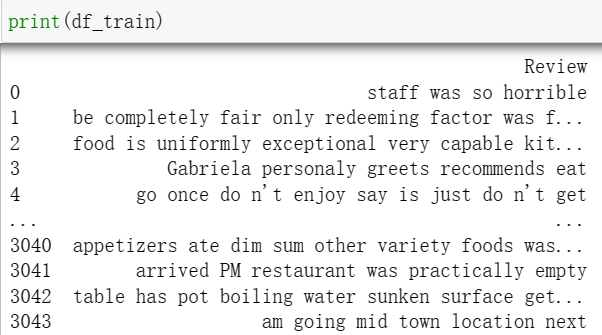 print(df_train)
Review
0 staff was so horrible
1 be completely fair only redeeming factor was f...
2 food is uniformly exceptional very capable kit...
3 Gabriela personaly greets recommends eat
4 go once do n't enjoy say is just do n't get
... ...
3040 appetizers ate dim sum other variety foods was...
3041 arrived PM restaurant was practically empty
3042 table has pot boiling water sunken surface get...
3043 am going mid town location next